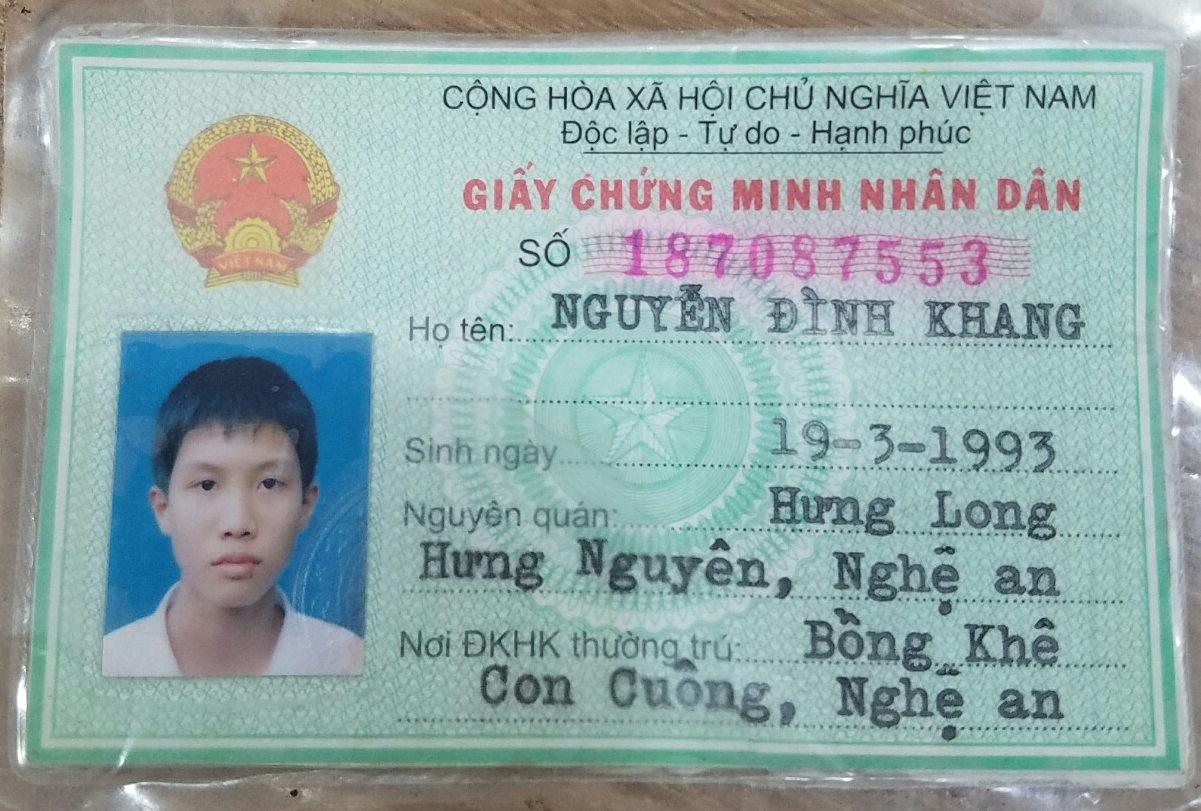 CỘNG HÒA XÃ HỘI CHỦ NGHĨA VIỆT NAM
Độc lập - Tự do - Hạnh phúc
GIẤY CHỨNG MINH NHÂN DÂN
SỐ 187087553
Họ tên: NGUYỄN ĐÌNH KHANG
Sinh ngày 19-3-1993
Nguyên quán: Hưng Long
Hưng Nguyên, Nghệ an
Nơi ĐKHK thường trú: Bồng Khê
Con Cuông, Nghệ an
VIỆT NAM